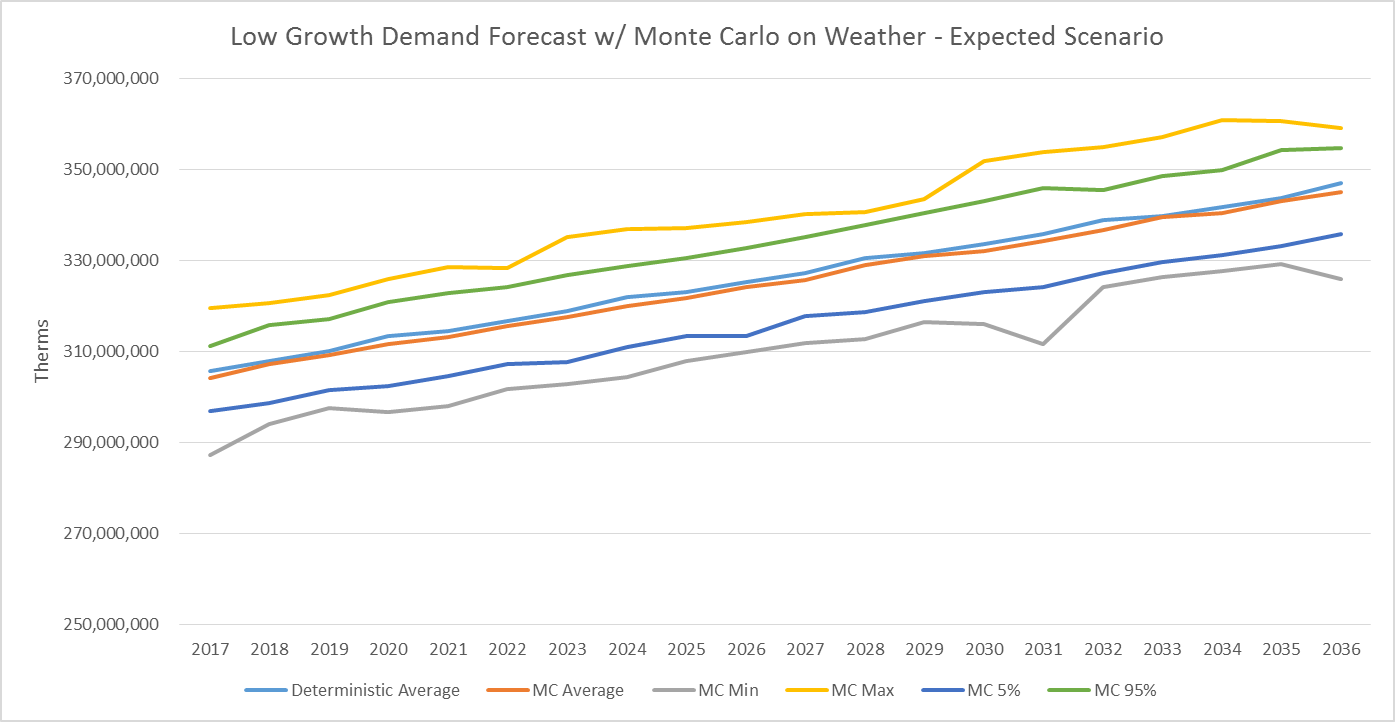 Low Growth Demand Forecast w/ Monte Carlo on Weather - Expected Scenario
370,000,000
350,000,000
330,000,000
310,000,000
290,000,000
270,000,000
250,000,000
Therms
2017 2018 2019 2020 2021 2022 2023 2024 2025 2026 2027 2028 2029 2030 2031 2032 2033 2034 2035 2036
Deterministic Average MC Average MC Min MC Max MC 5% MC 95%